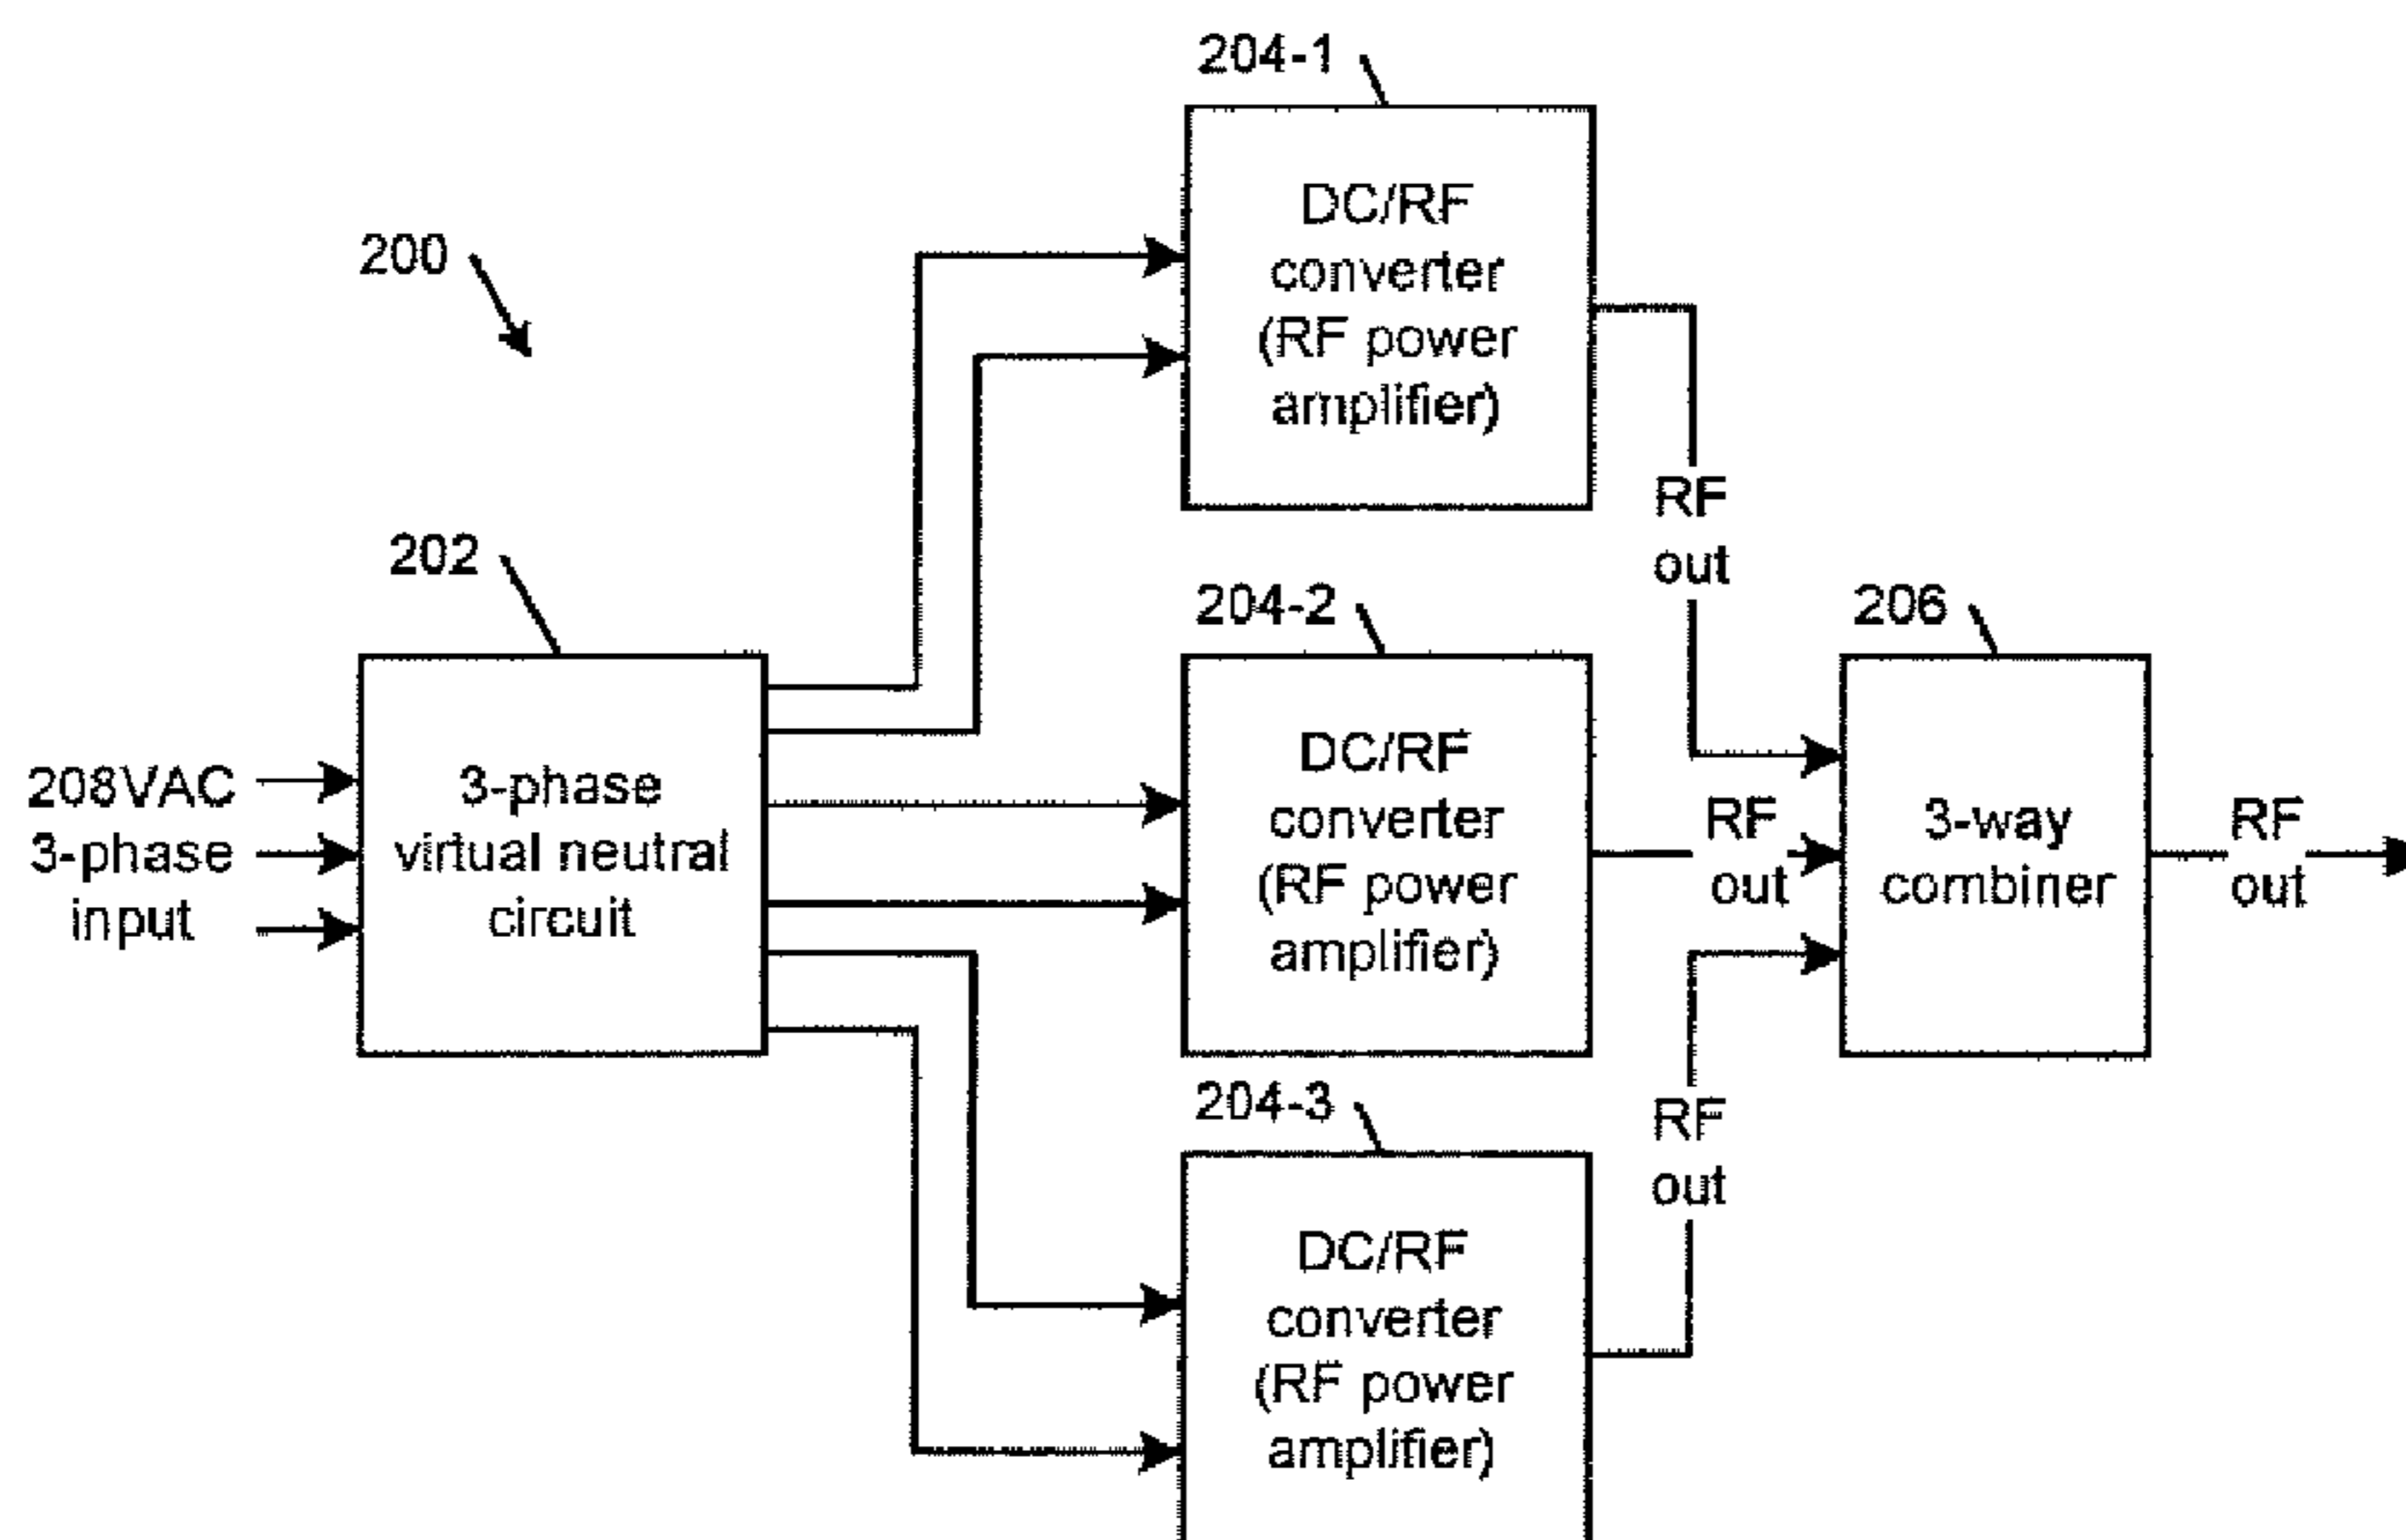 204-1
DC/RF
converter
(RF power
amplifier)
200
RF
out
202
204-2
206
208VAC
3-phase
input
3-phase
virtual neutral
circuit
DC/RF
converter
(RF power
amplifier)
RF
out
3-way
combiner
RF
out
204-3
DC/RF
converter
(RF power
amplifier)
RF
out